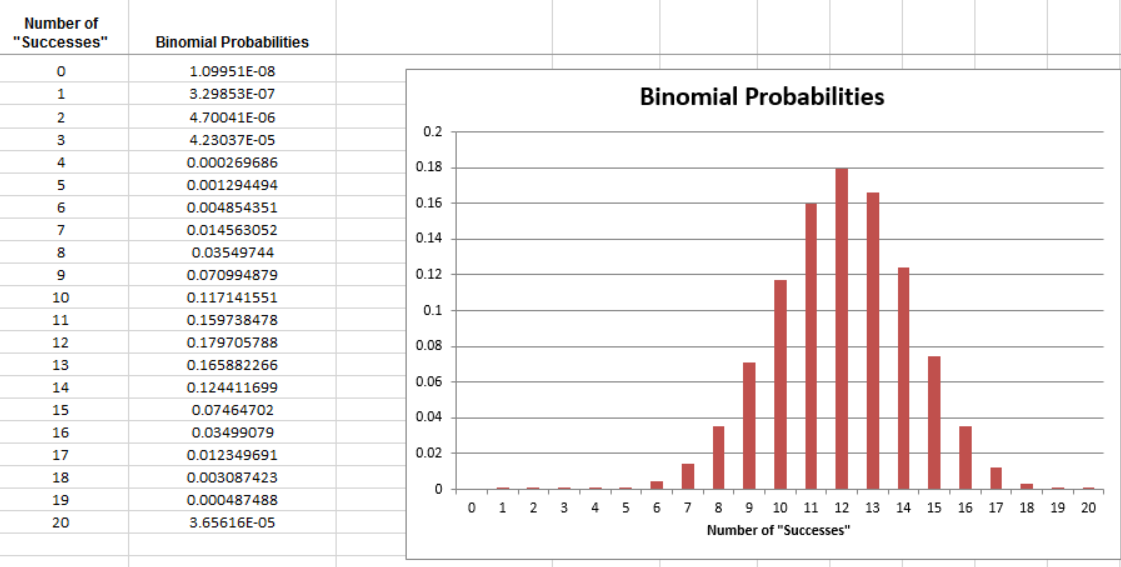 Number of
"Successes" Binomial Probabilities
0 1.09951E-08
1 3.29853E-07
2 4.70041E-06
3 4.23037E-05
4 0.000269686
5 0.001294494
6 0.004854351
7 0.014563052
8 0.03549744
9 0.070994879
10 0.117141551
11 0.159738478
12 0.179705788
13 0.165882266
14 0.124411699
15 0.07464702
16 0.03499079
17 0.012349691
18 0.003087423
19 0.000487488
20 3.65616E-05
Binomial Probabilities
0.2
0.18
0.16
0.14
0.12
0.1
0.08
0.06
0.04
0.02
0
0 1 2 3 4 5 6 7 8 9 10 11 12 13 14 15 16 17 18 19 20
Number of "Successes"